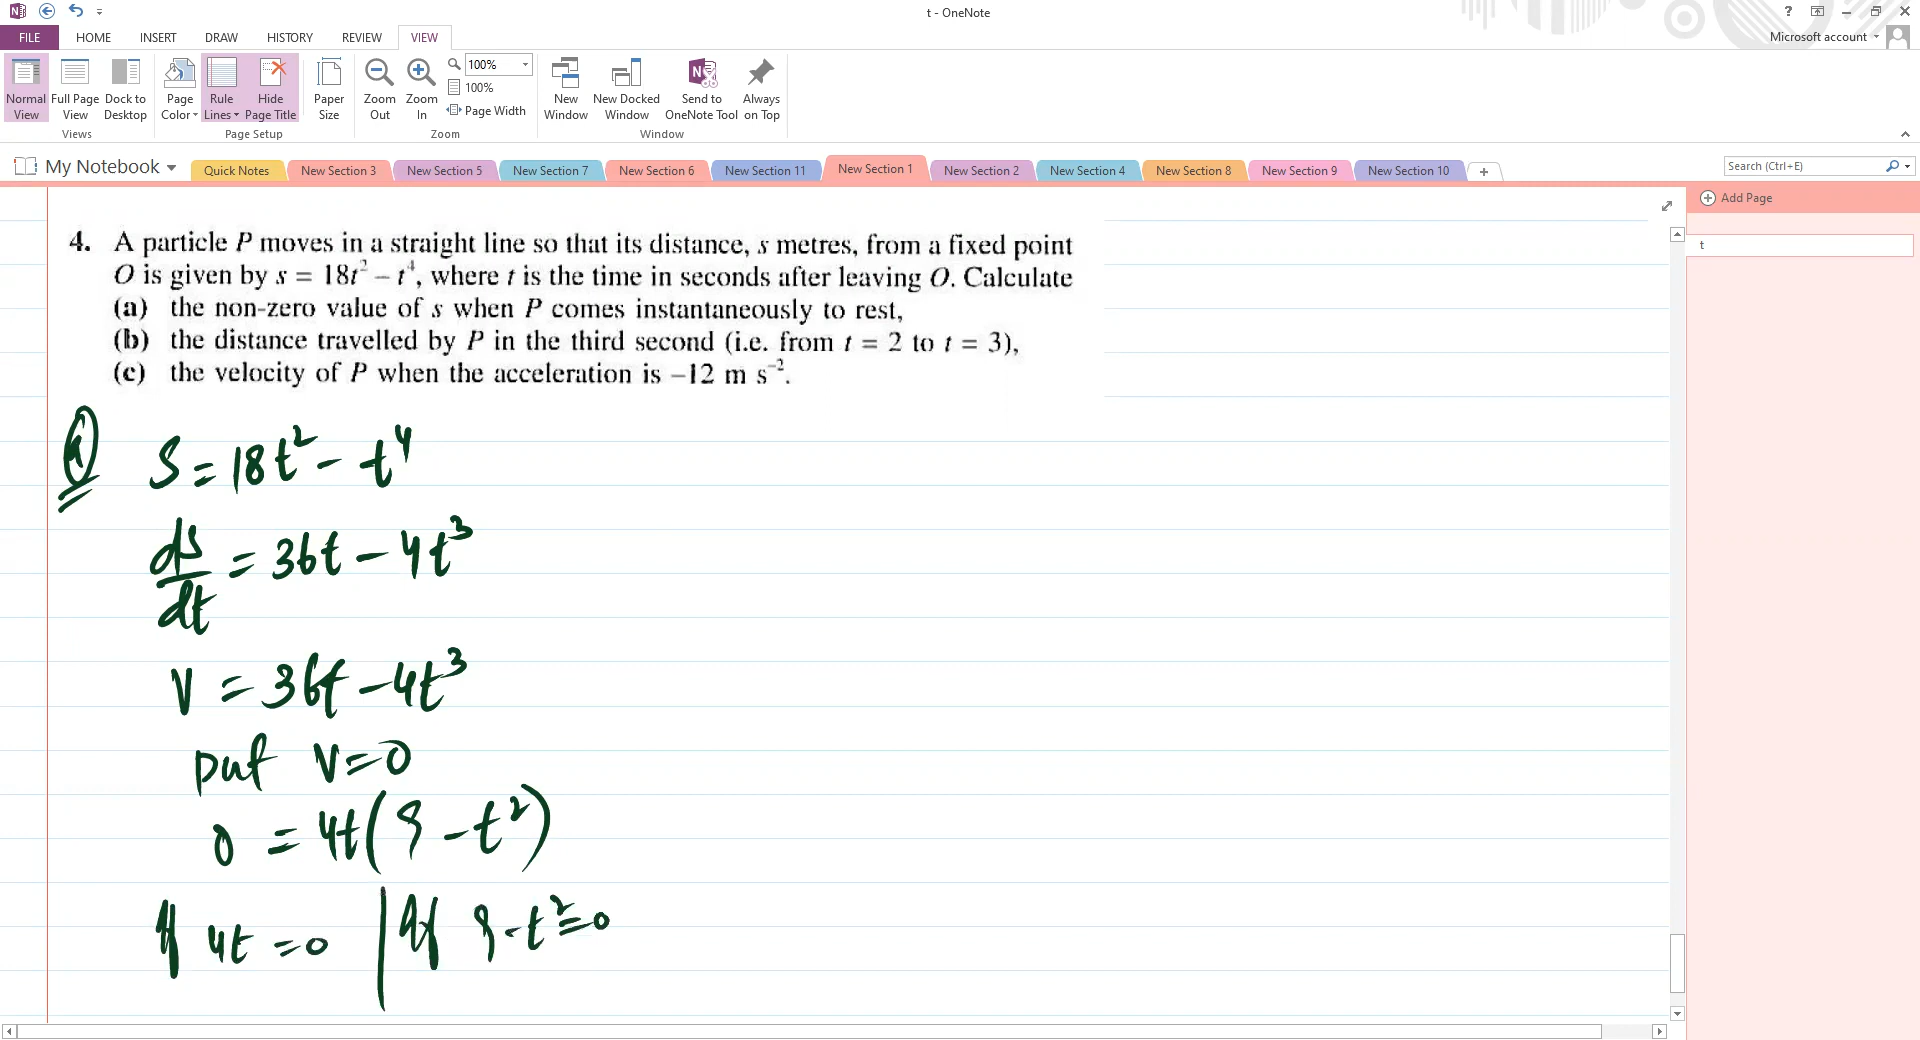 t - OneNote
?
Microsoft account
FILE HOME INSERT DRAW HISTORY REVIEW VIEW
Normal View
Full Page View
Dock to Desktop
Views
Page Color
Rule Lines
Hide Page Title
Paper Size
Page Setup
Zoom Out
Zoom In
100%
100%
Page Width
Zoom
New Window
New Docked Window
Send to OneNote Tool
Always on Top
Window
My Notebook
Quick Notes New Section 3 New Section 5 New Section 7 New Section 6 New Section 11 New Section 1 New Section 2 New Section 4 New Section 8 New Section 9 New Section 10 +
Search (Ctrl+E)
Add Page
t
4. A particle P moves in a straight line so that its distance, s metres, from a fixed point
O is given by s = 18t² – t⁴, where t is the time in seconds after leaving O. Calculate
(a) the non-zero value of s when P comes instantaneously to rest,
(b) the distance travelled by P in the third second (i.e. from t = 2 to t = 3),
(c) the velocity of P when the acceleration is –12 m s⁻².
(a) S = 18t² – t⁴
ds/dt = 36t – 4t³
V = 36t – 4t³
put V=0
0 = 4t(9 – t²)
if 4t = 0 | if 9 - t² = 0